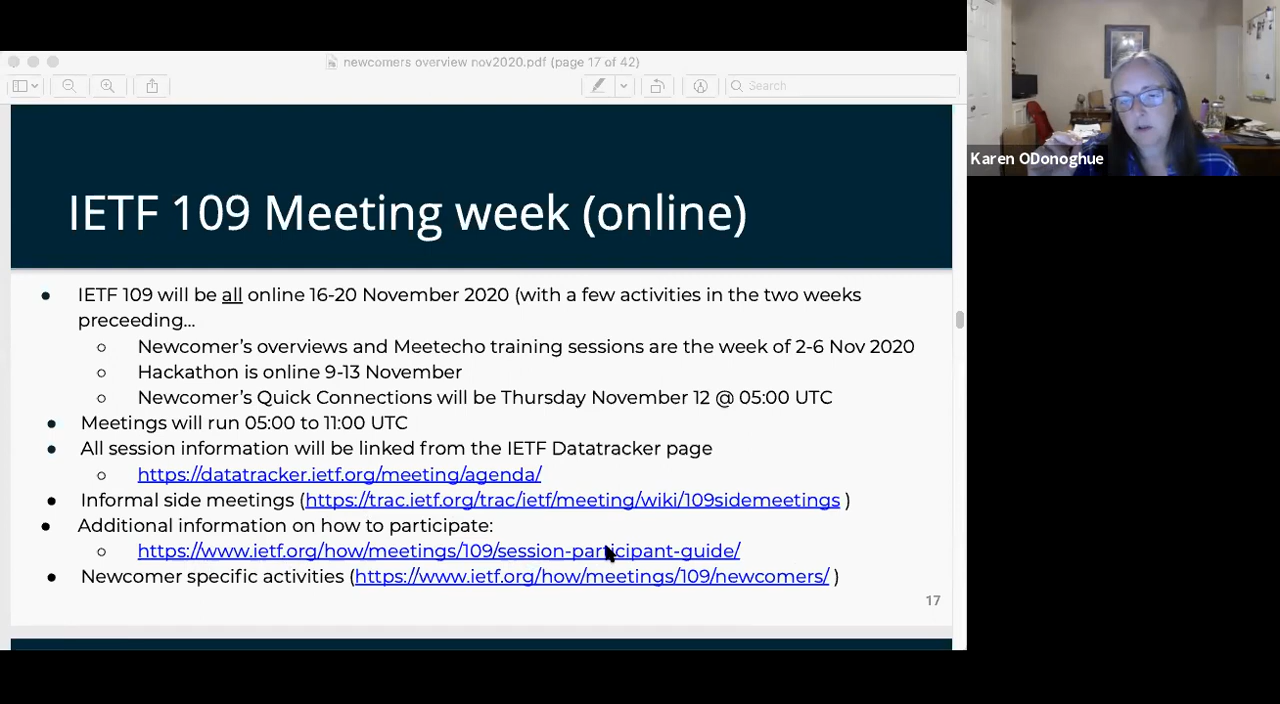 newcomers overview nov2020.pdf (page 17 of 42)
Search
Karen ODonoghue
IETF 109 Meeting week (online)
● IETF 109 will be all online 16-20 November 2020 (with a few activities in the two weeks
preceeding...
○ Newcomer’s overviews and Meetecho training sessions are the week of 2-6 Nov 2020
○ Hackathon is online 9-13 November
○ Newcomer’s Quick Connections will be Thursday November 12 @ 05:00 UTC
● Meetings will run 05:00 to 11:00 UTC
● All session information will be linked from the IETF Datatracker page
○ https://datatracker.ietf.org/meeting/agenda/
● Informal side meetings (https://trac.ietf.org/trac/ietf/meeting/wiki/109sidemeetings )
● Additional information on how to participate:
○ https://www.ietf.org/how/meetings/109/session-participant-guide/
● Newcomer specific activities (https://www.ietf.org/how/meetings/109/newcomers/ )
17